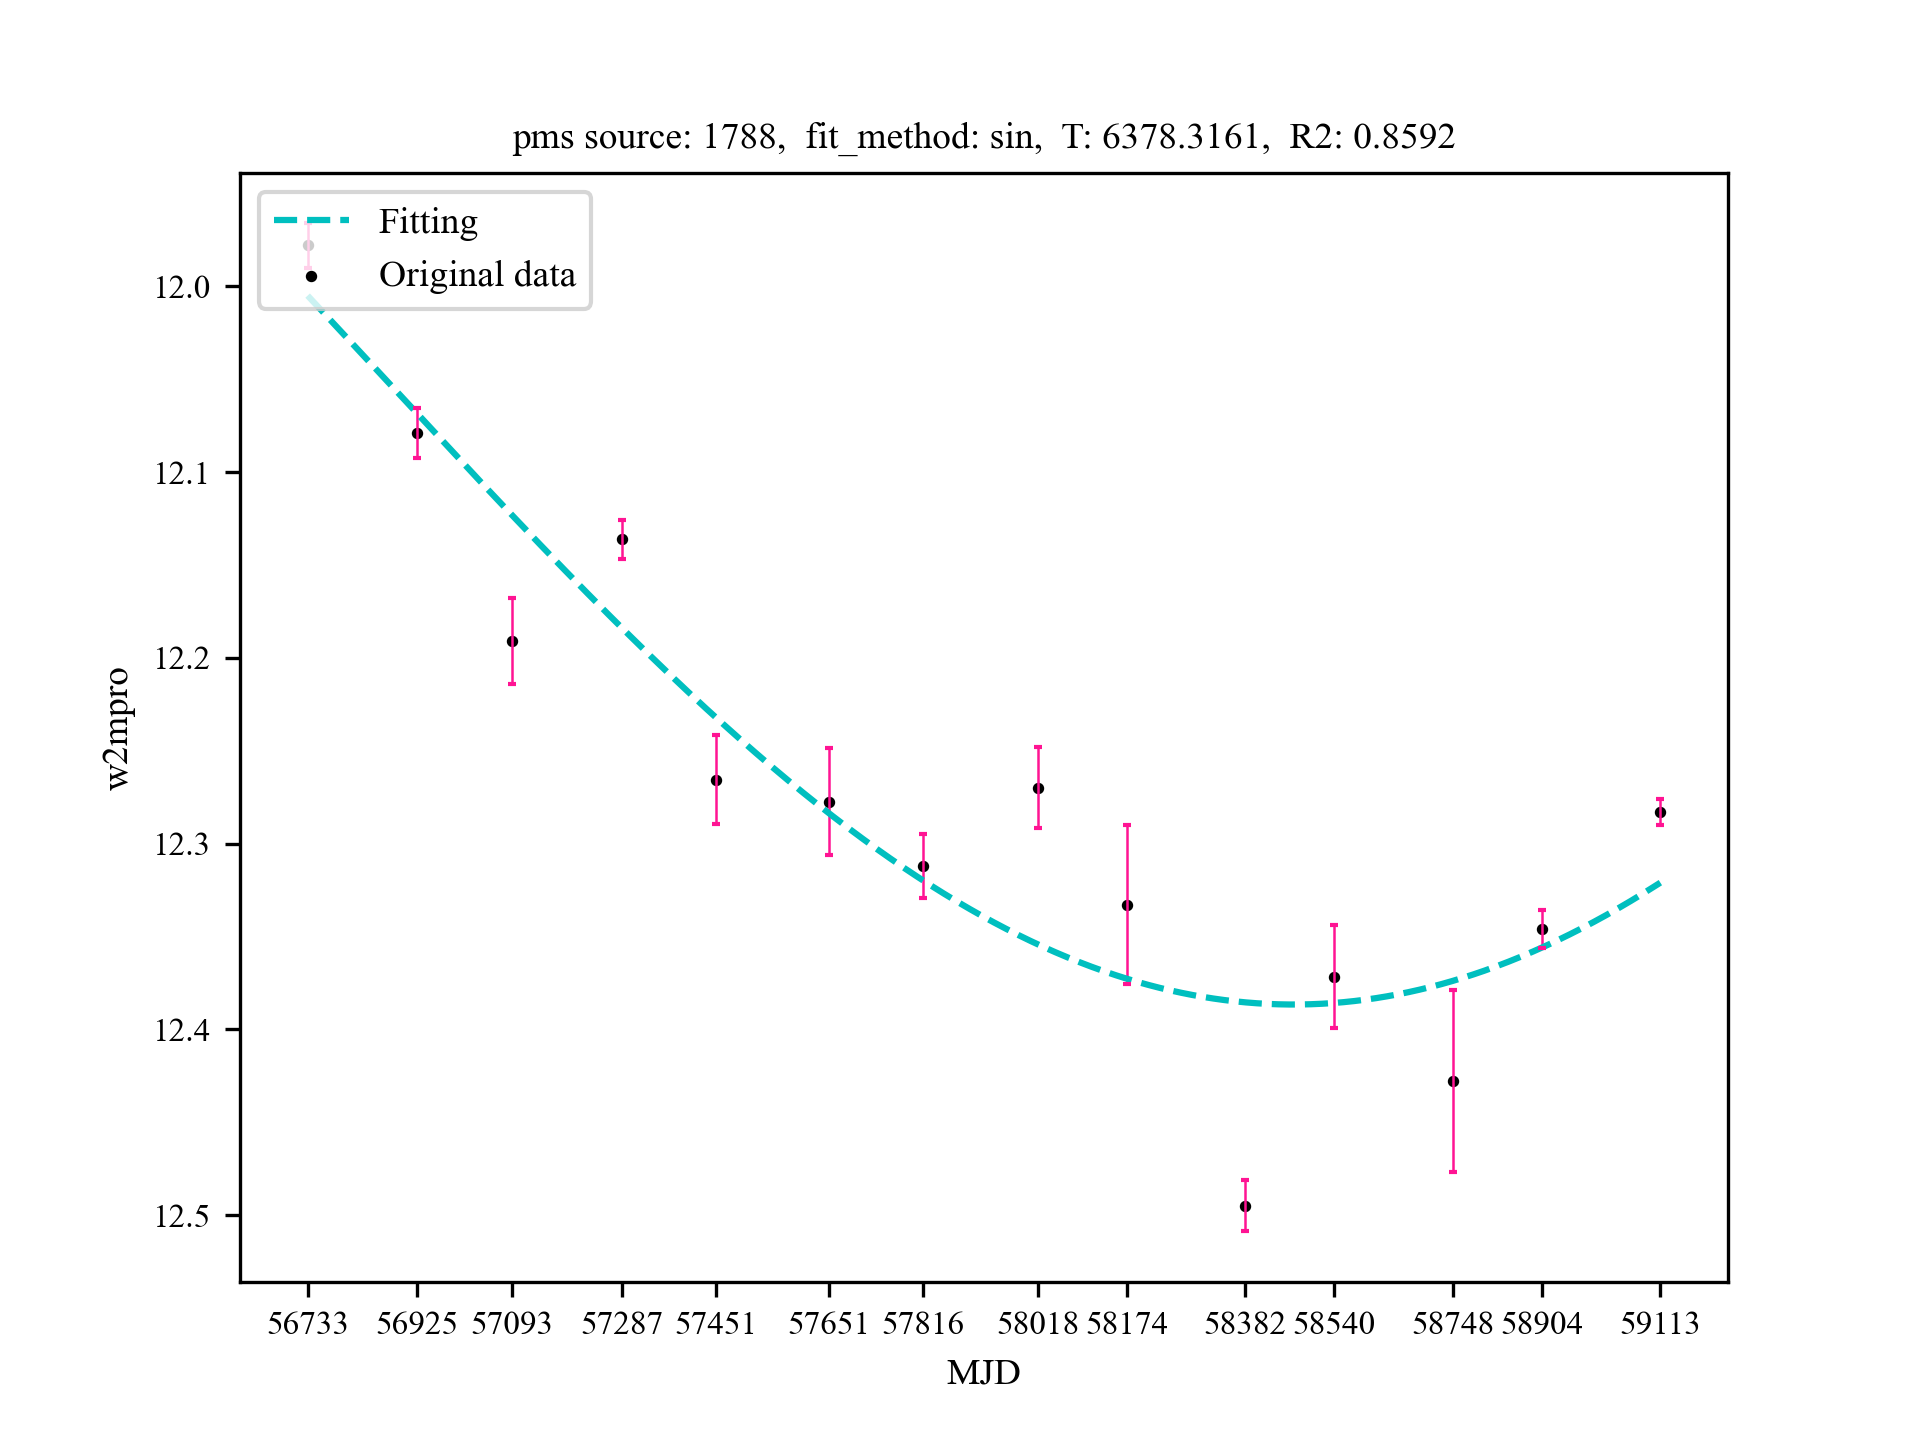 pms source: 1788,  fit_method: sin,  T: 6378.3161,  R2: 0.8592
Fitting
Original data
12.0
12.1
12.2
12.3
12.4
12.5
w2mpro
56733 56925 57093 57287 57451 57651 57816 58018 58174 58382 58540 58748 58904 59113
MJD